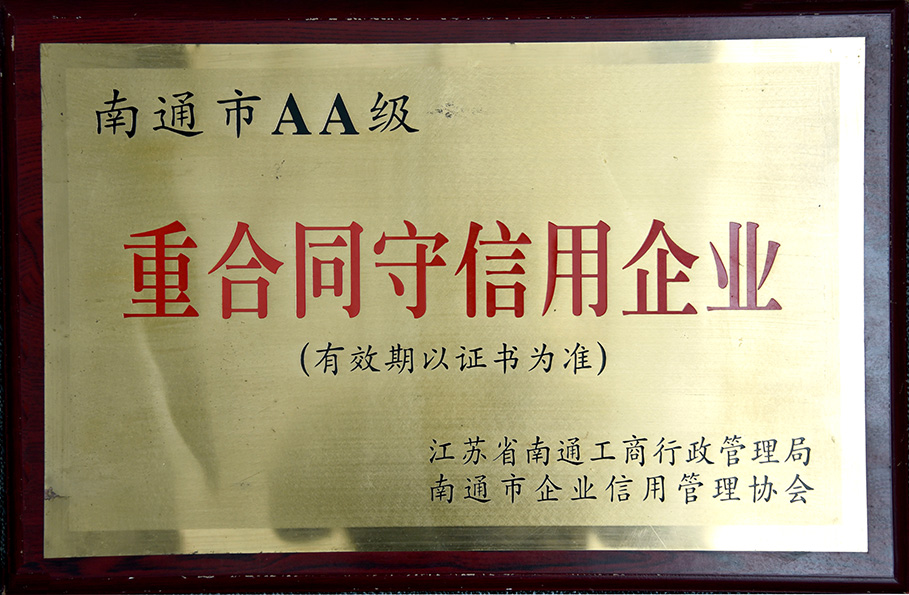 南通市AA级
重合同守信用企业
(有效期以证书为准)
江苏省南通工商行政管理局
南通市企业信用管理协会